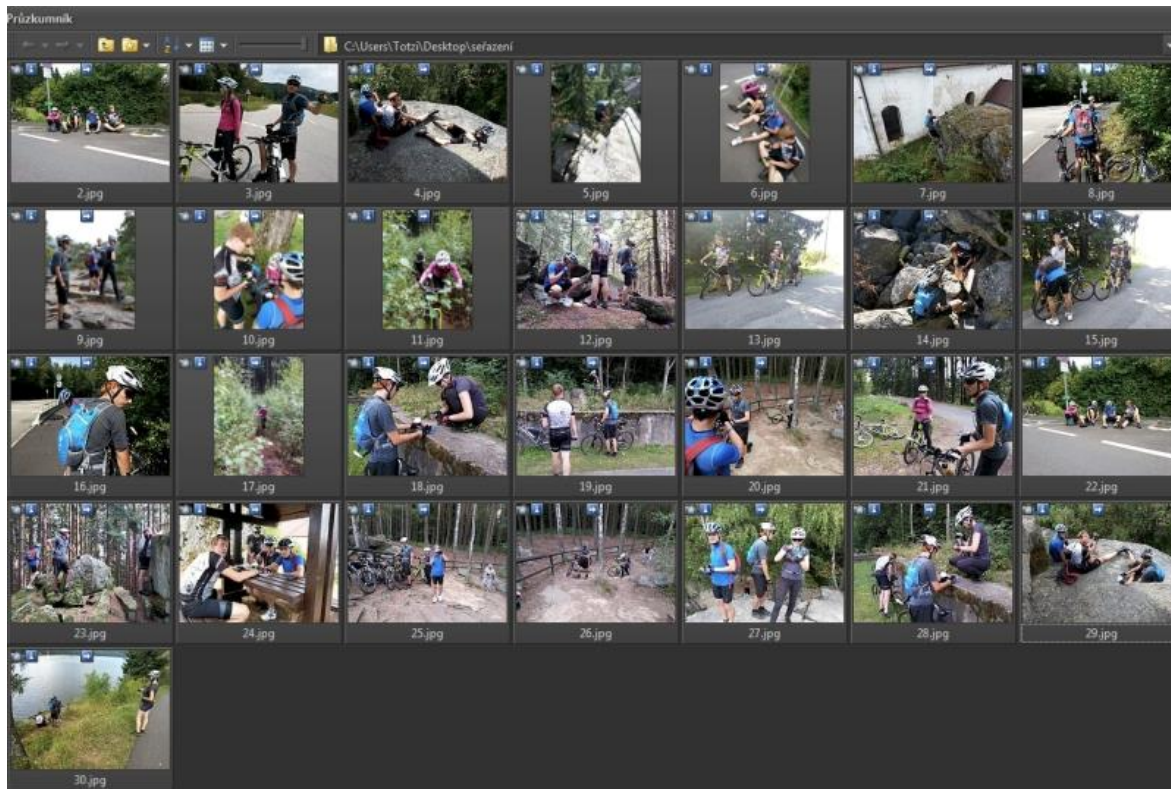 Průzkumník
C:\Users\Totzi\Desktop\seřazení
2.jpg 3.jpg 4.jpg 5.jpg 6.jpg 7.jpg 8.jpg
9.jpg 10.jpg 11.jpg 12.jpg 13.jpg 14.jpg 15.jpg
16.jpg 17.jpg 18.jpg 19.jpg 20.jpg 21.jpg 22.jpg
23.jpg 24.jpg 25.jpg 26.jpg 27.jpg 28.jpg 29.jpg
30.jpg